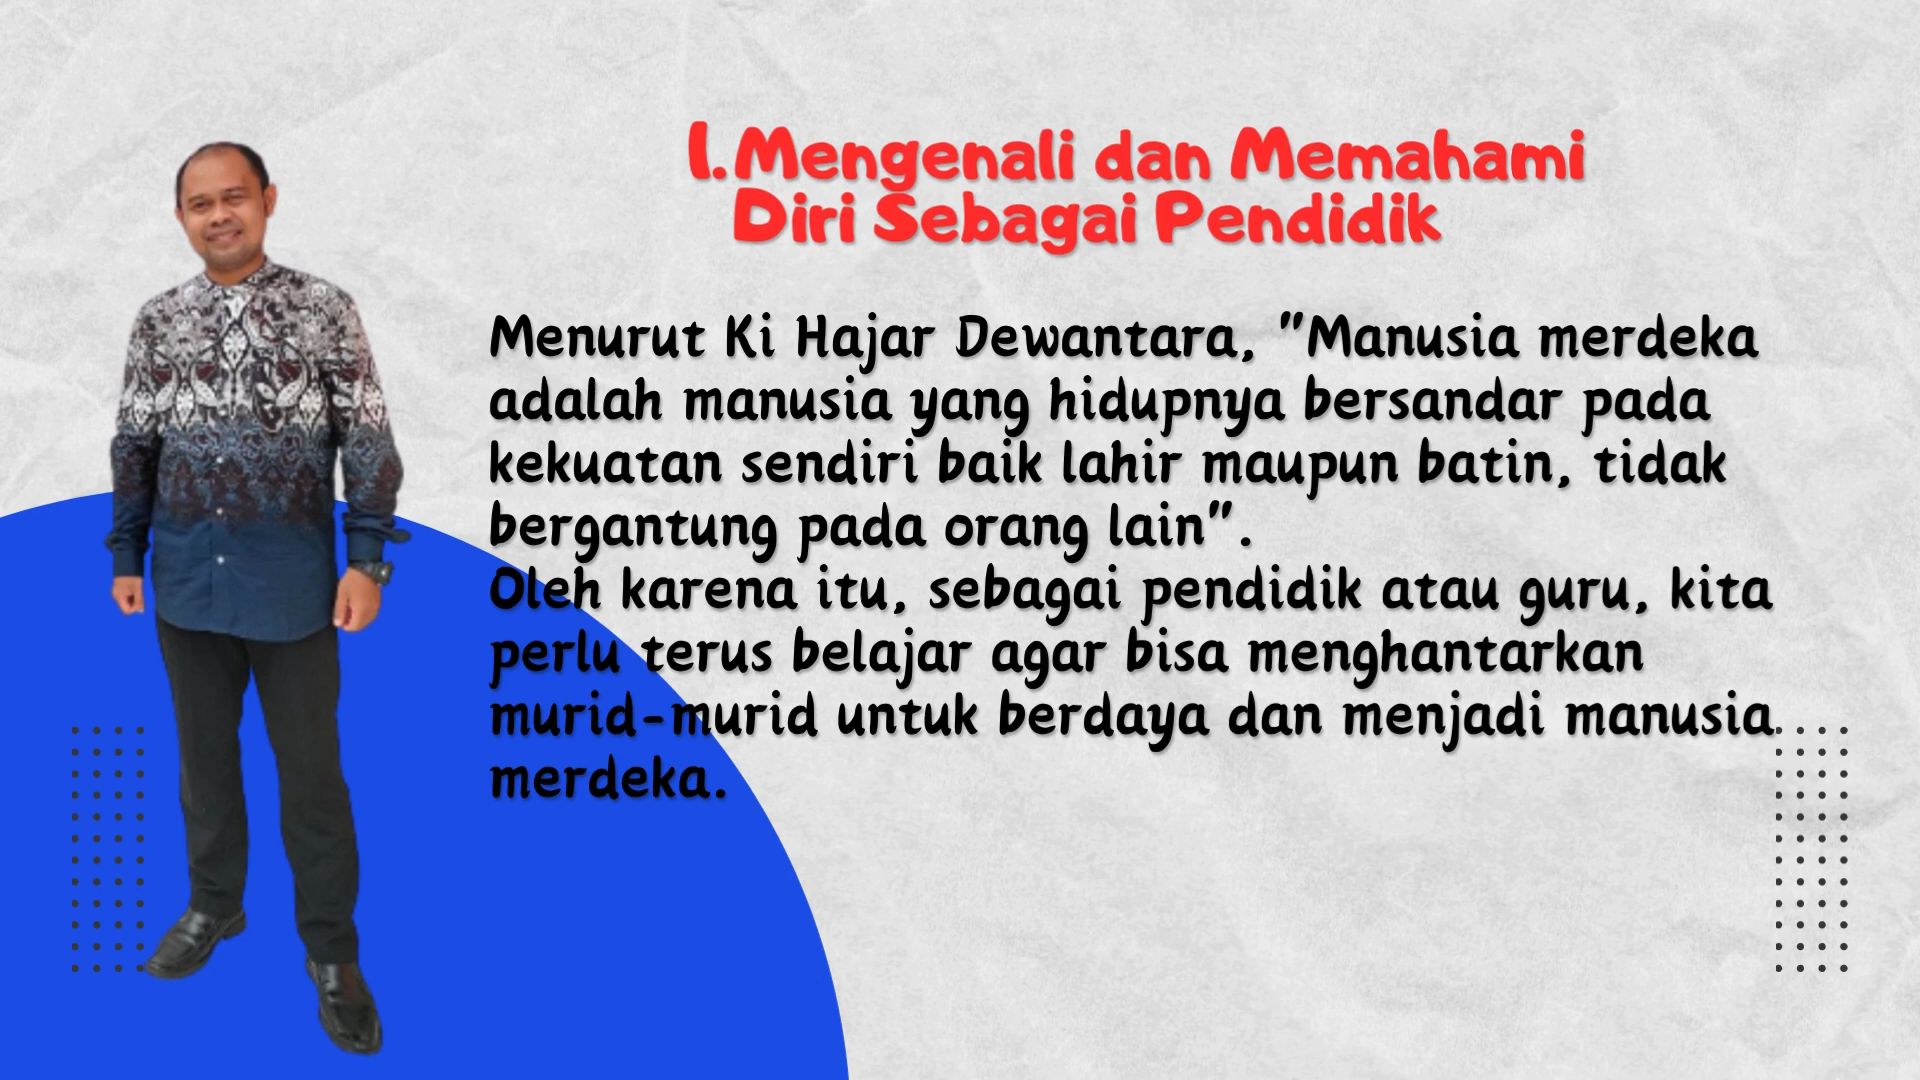 1. Mengenali dan Memahami
Diri Sebagai Pendidik
Menurut Ki Hajar Dewantara, "Manusia merdeka
adalah manusia yang hidupnya bersandar pada
kekuatan sendiri baik lahir maupun batin, tidak
bergantung pada orang lain".
Oleh karena itu, sebagai pendidik atau guru, kita
perlu terus belajar agar bisa menghantarkan
murid-murid untuk berdaya dan menjadi manusia
merdeka.